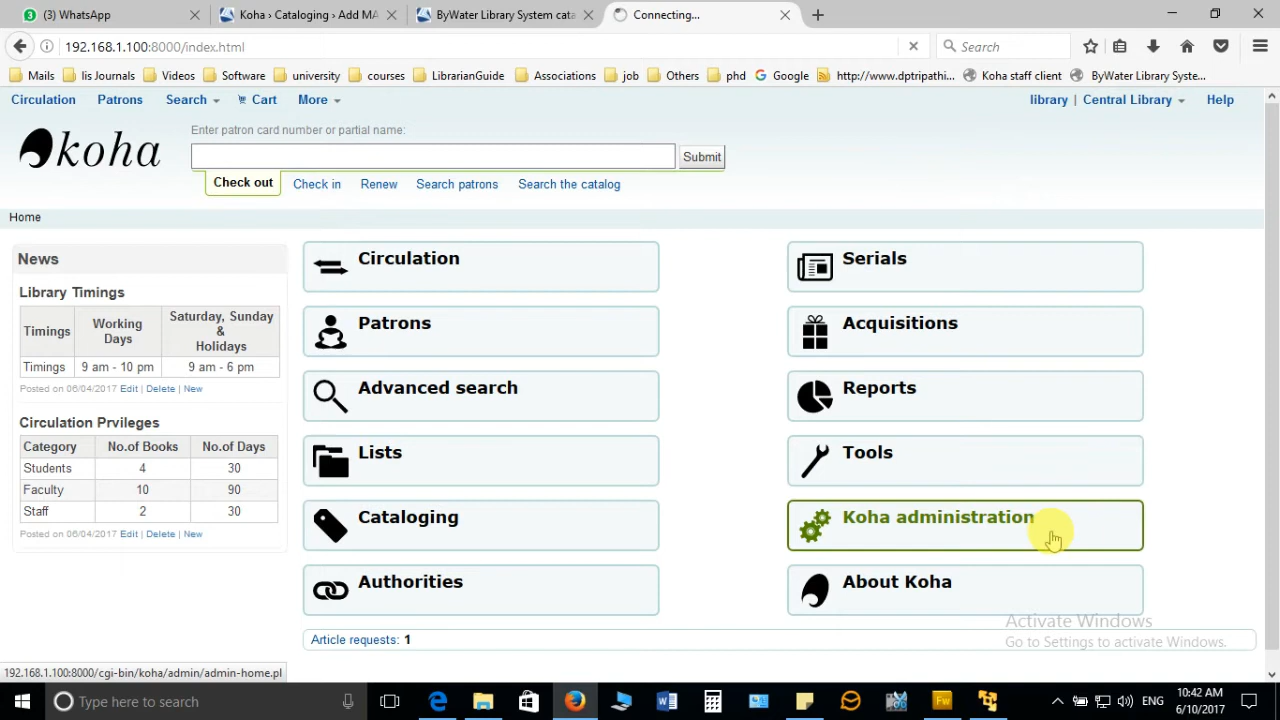 (3) WhatsApp
Koha › Cataloging › Add MA
ByWater Library System cata
Connecting...
192.168.1.100:8000/index.html
Search
Mails
lis Journals
Videos
Software
university
courses
LibrarianGuide
Associations
job
Others
phd
Google
http://www.dptripathi...
Koha staff client
ByWater Library Syste...
Circulation
Patrons
Search
Cart
More
library | Central Library
Help
koha
Enter patron card number or partial name:
Submit
Check out
Check in
Renew
Search patrons
Search the catalog
Home
News
Library Timings
Timings Working Days Saturday, Sunday & Holidays
Timings 9 am - 10 pm 9 am - 6 pm
Posted on 06/04/2017 Edit | Delete | New
Circulation Prvileges
Category No.of Books No.of Days
Students 4 30
Faculty 10 90
Staff 2 30
Posted on 06/04/2017 Edit | Delete | New
Circulation
Patrons
Advanced search
Lists
Cataloging
Authorities
Serials
Acquisitions
Reports
Tools
Koha administration
About Koha
Article requests: 1
Activate Windows
Go to Settings to activate Windows.
192.168.1.100:8000/cgi-bin/koha/admin/admin-home.pl
Type here to search
Fw
ENG
10:42 AM
6/10/2017